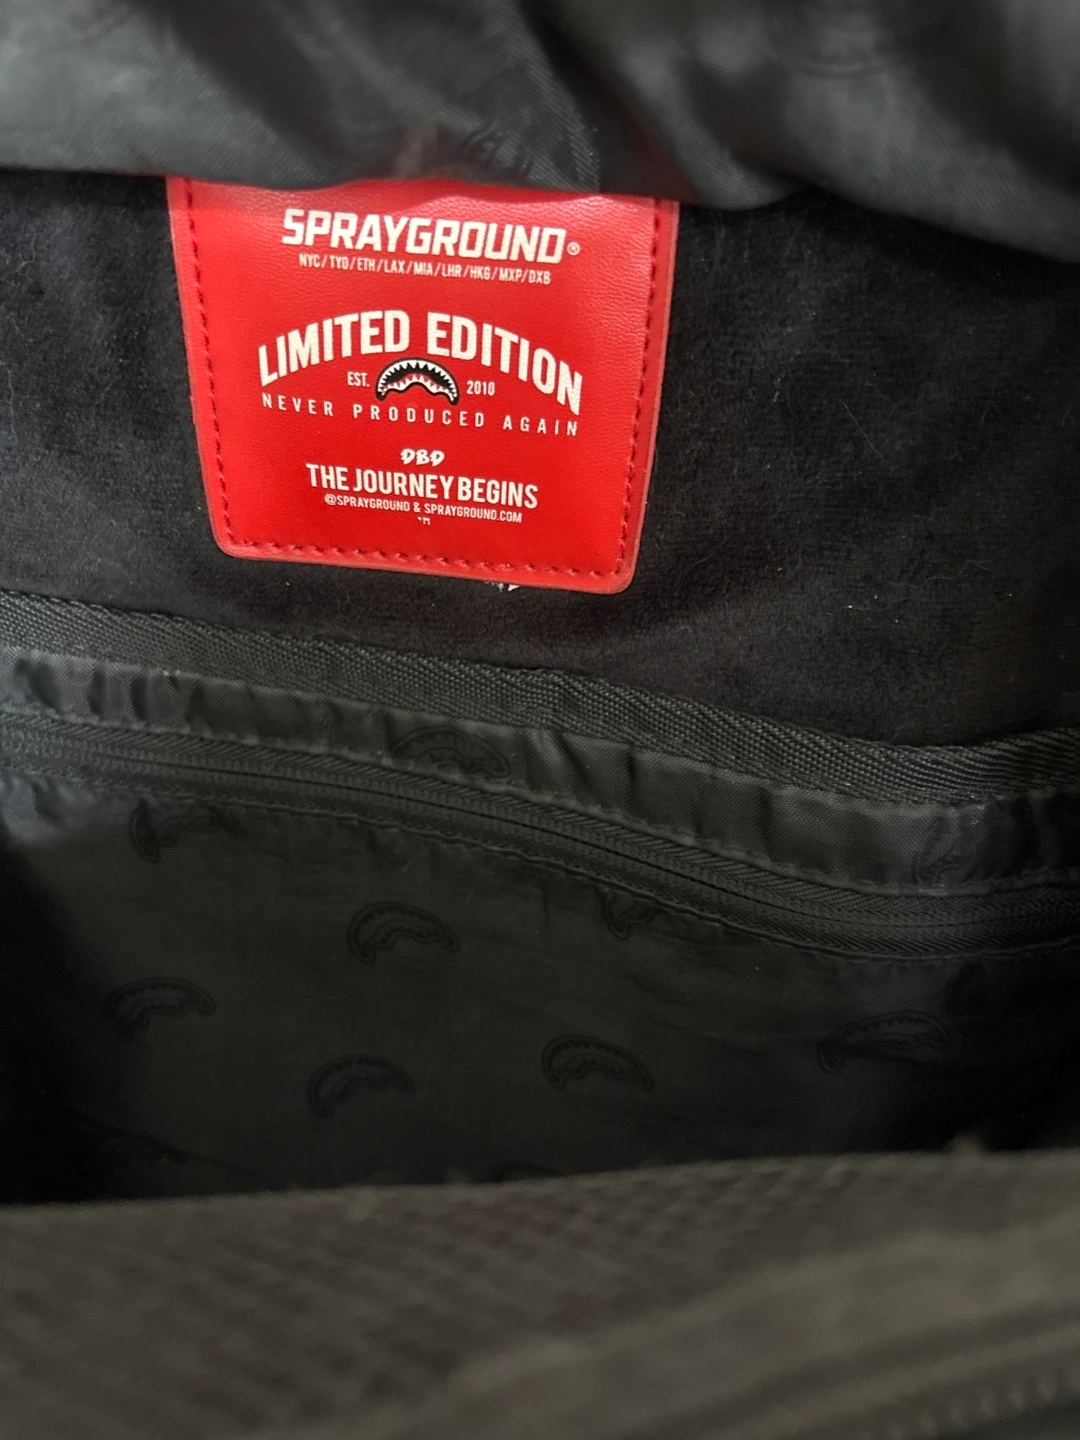 SPRAYGROUND®
NYC/TYO/ETH/LAX/MIA/LHR/HKG/MXP/DXB
LIMITED EDITION
EST. 2010
NEVER PRODUCED AGAIN
DBD
THE JOURNEY BEGINS
@SPRAYGROUND & SPRAYGROUND.COM